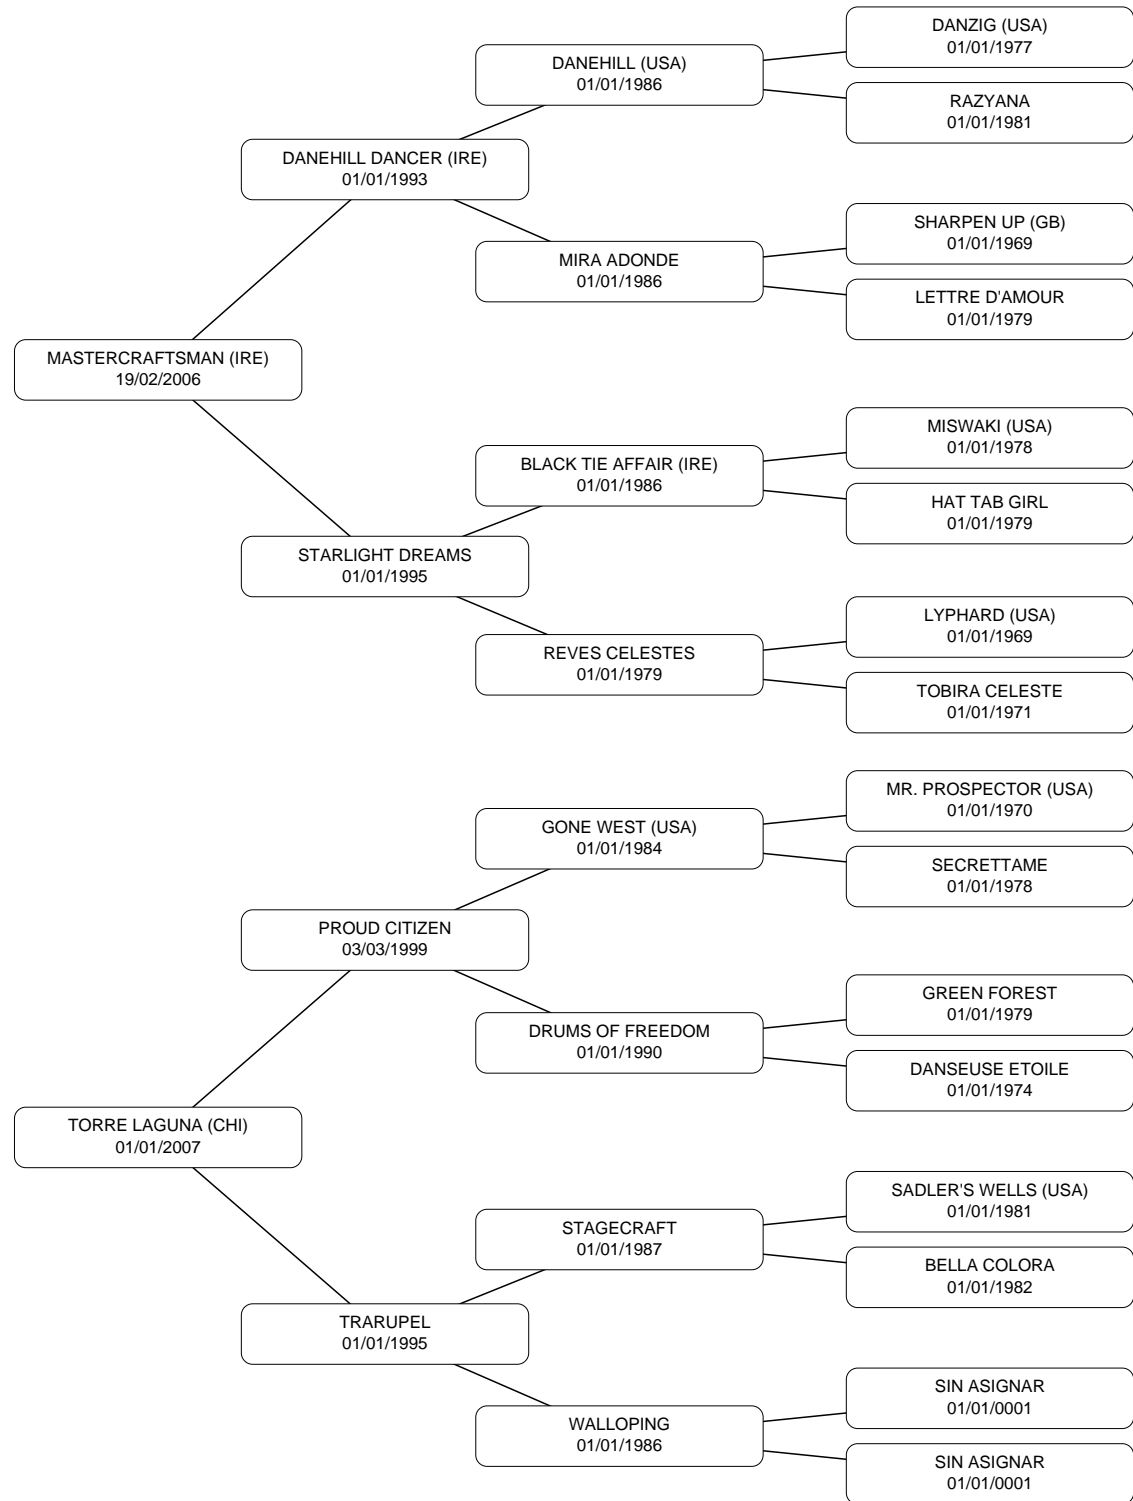 DANZIG (USA)
01/01/1977
DANEHILL (USA)
01/01/1986
RAZYANA
01/01/1981
DANEHILL DANCER (IRE)
01/01/1993
SHARPEN UP (GB)
01/01/1969
MIRA ADONDE
01/01/1986
LETTRE D'AMOUR
01/01/1979
MASTERCRAFTSMAN (IRE)
19/02/2006
MISWAKI (USA)
01/01/1978
BLACK TIE AFFAIR (IRE)
01/01/1986
HAT TAB GIRL
01/01/1979
STARLIGHT DREAMS
01/01/1995
LYPHARD (USA)
01/01/1969
REVES CELESTES
01/01/1979
TOBIRA CELESTE
01/01/1971
MR. PROSPECTOR (USA)
01/01/1970
GONE WEST (USA)
01/01/1984
SECRETTAME
01/01/1978
PROUD CITIZEN
03/03/1999
GREEN FOREST
01/01/1979
DRUMS OF FREEDOM
01/01/1990
DANSEUSE ETOILE
01/01/1974
TORRE LAGUNA (CHI)
01/01/2007
SADLER'S WELLS (USA)
01/01/1981
STAGECRAFT
01/01/1987
BELLA COLORA
01/01/1982
TRARUPEL
01/01/1995
SIN ASIGNAR
01/01/0001
WALLOPING
01/01/1986
SIN ASIGNAR
01/01/0001